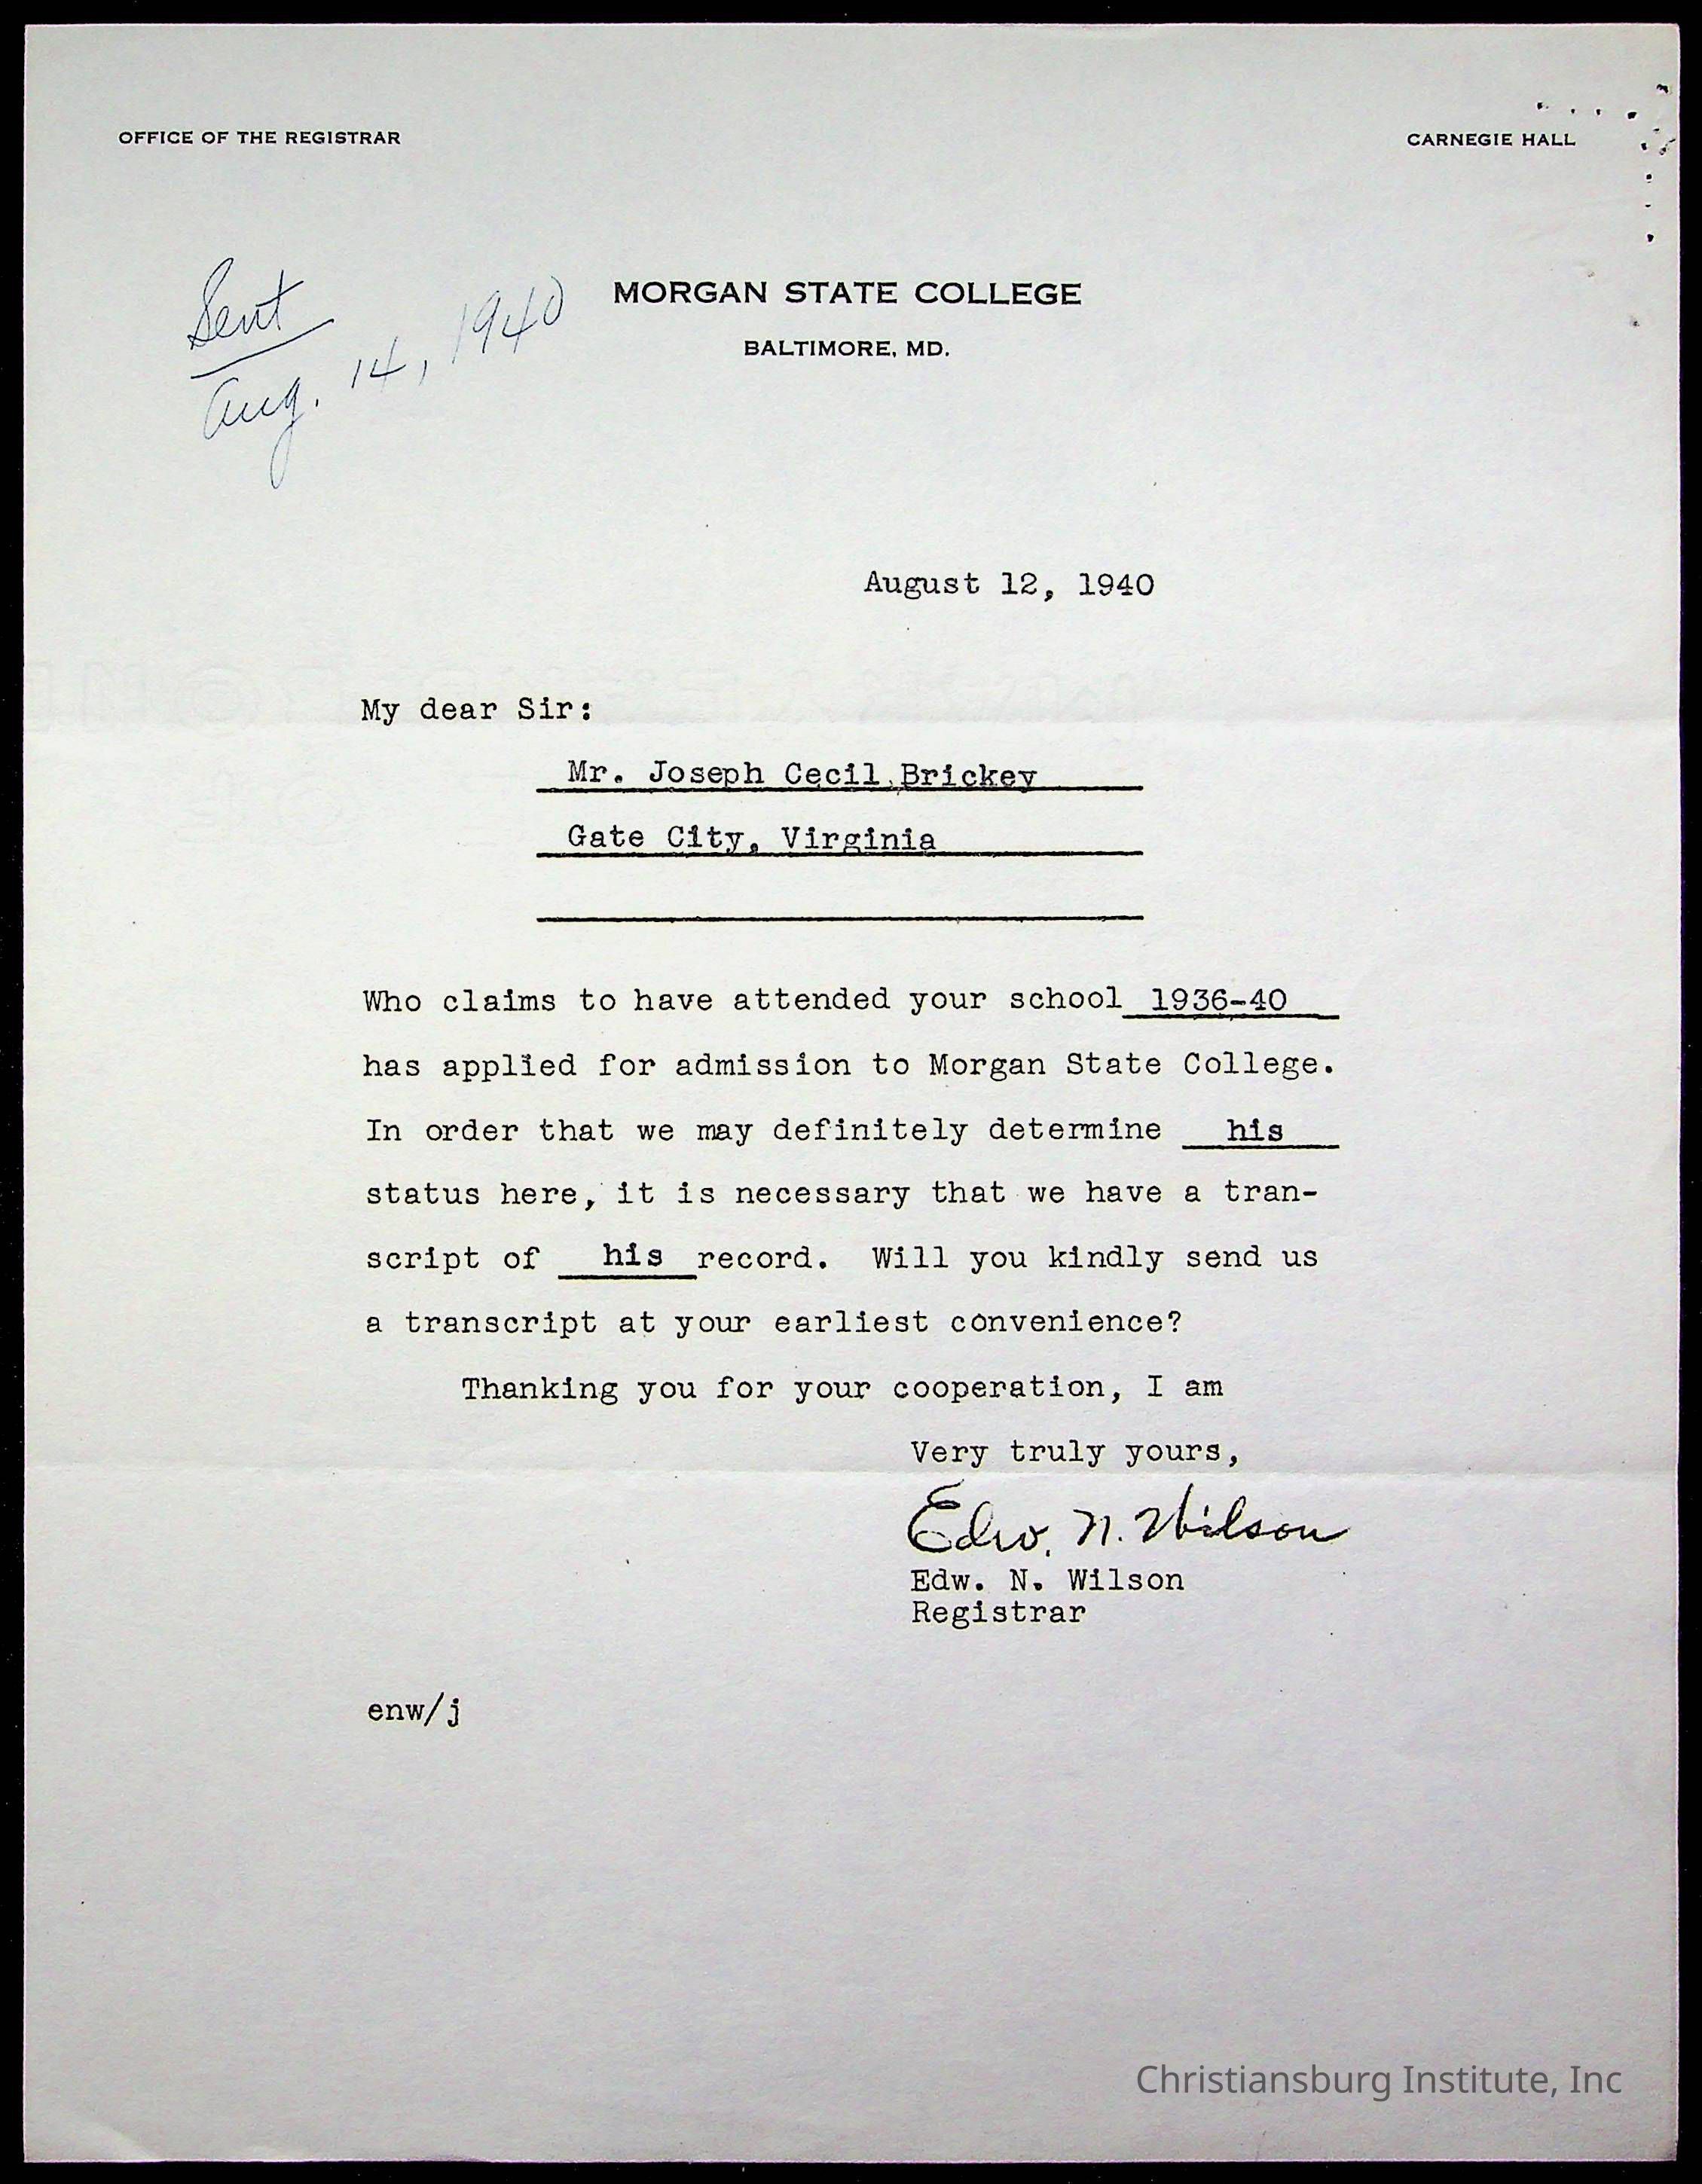 OFFICE OF THE REGISTRAR
CARNEGIE HALL
MORGAN STATE COLLEGE
BALTIMORE, MD.
Sent
Aug. 14, 1940
August 12, 1940
My dear Sir:
Mr. Joseph Cecil Brickey
Gate City, Virginia
Who claims to have attended your school 1936-40
has applied for admission to Morgan State College.
In order that we may definitely determine his
status here, it is necessary that we have a tran-
script of his record. Will you kindly send us
a transcript at your earliest convenience?
Thanking you for your cooperation, I am
Very truly yours,
Edw. N. Wilson
Edw. N. Wilson
Registrar
enw/j
Christiansburg Institute, Inc